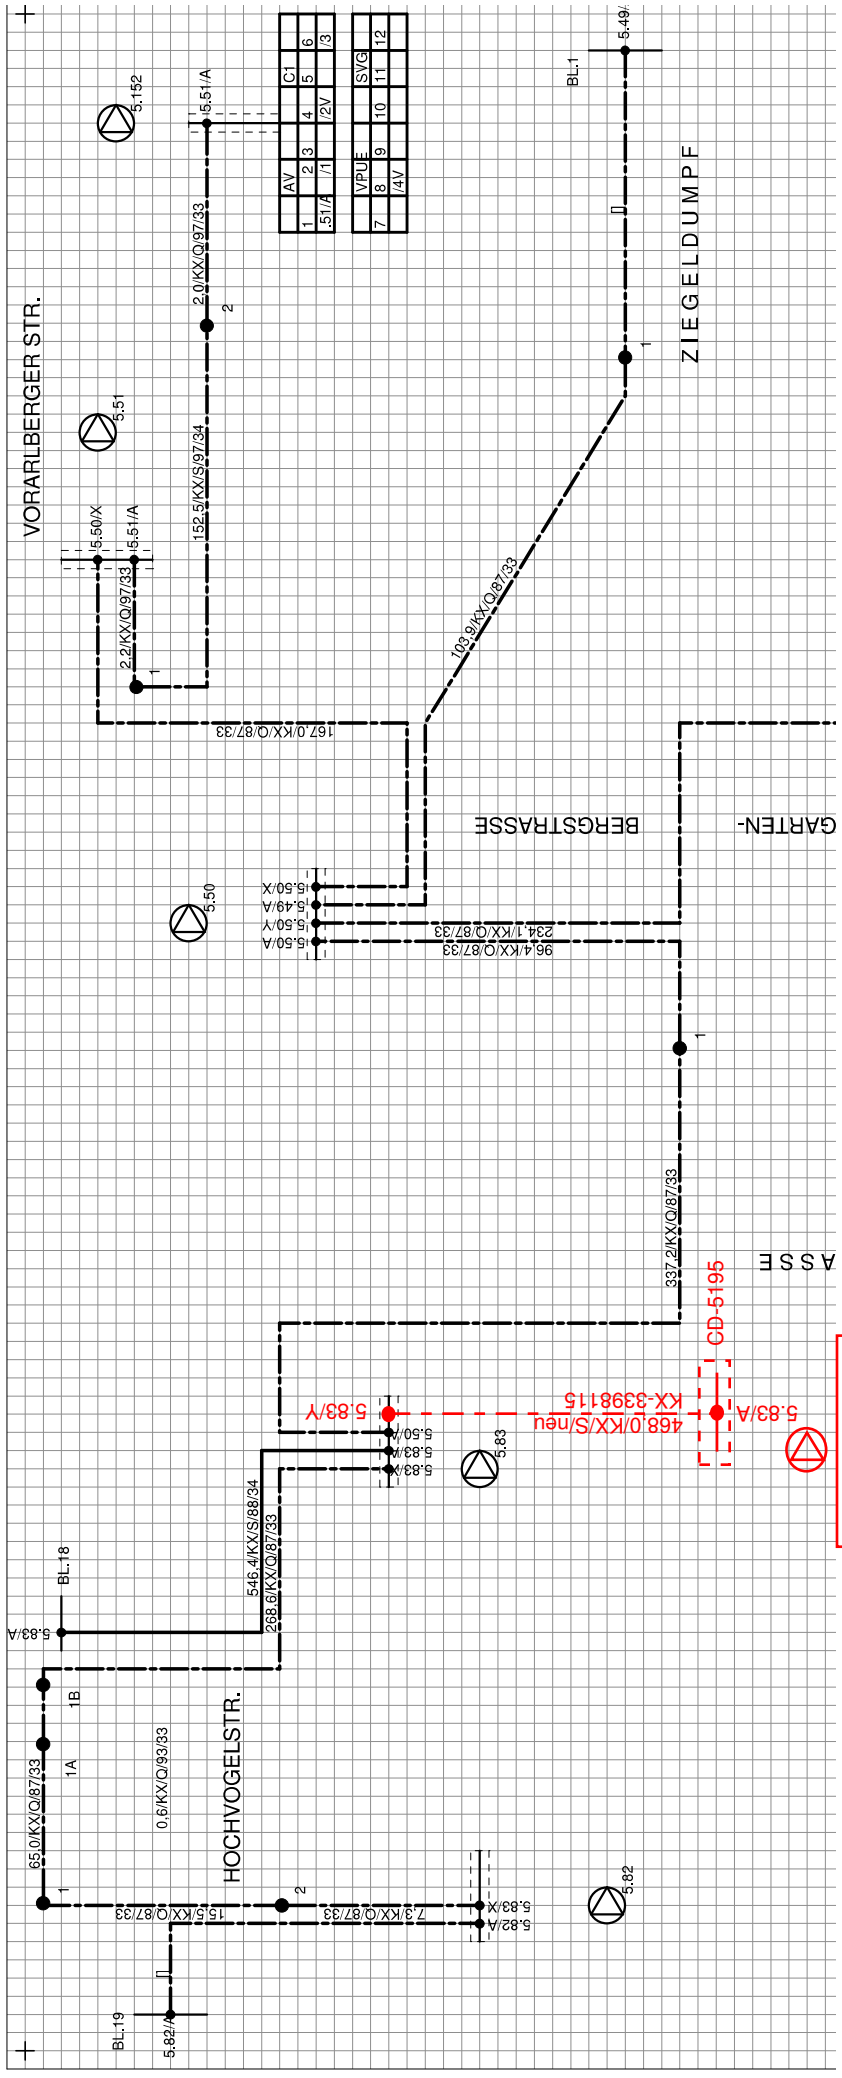 VORARLBERGER STR.
5.152
5.51/A
2,0/KX/Q/97/33
2
5.51
152,5/KX/S/97/34
5.50/X
5.51/A
2,2/KX/Q/97/33
1
AV C1
1 2 3 4 5 6
.51/A /1 /2V /3
VPUE SVG
7 8 9 10 11 12
/4V
BL.1
5.49/
[]
1
ZIEGELDUMPF
103,9/KX/Q/87/33
167,0/KX/Q/87/33
BERGSTRASSE
GARTEN-
5.50
5.50/X
5.49/A
5.50/Y
5.50/A
234,1/KX/Q/87/33
96,4/KX/Q/87/33
1
337,2/KX/Q/87/33
ASSE
CD-5195
5.83/Y
KX-3398115
468,0/KX/S/neu
5.83/A
5.50/A
5.83/A
5.83/X
5.83
546,4/KX/S/88/34
268,6/KX/Q/87/33
BL.18
5.83/A
1B
1A
65,0/KX/Q/87/33
0,6/KX/Q/93/33
HOCHVOGELSTR.
1
15,5/KX/Q/87/33
2
7,3/KX/Q/87/33
5.83/X
5.82/A
5.82
[]
BL.19
5.82/A